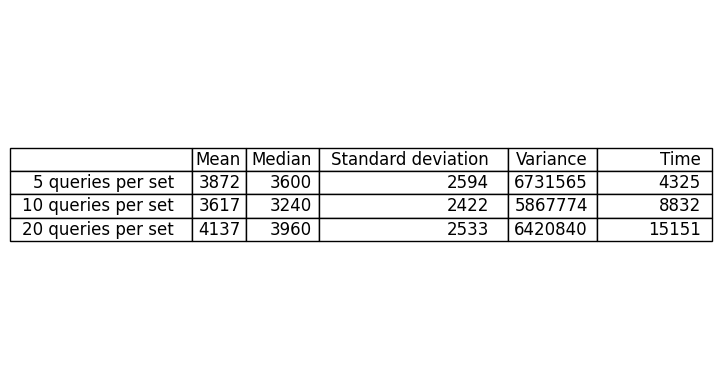 Mean Median Standard deviation Variance Time
5 queries per set 3872 3600 2594 6731565 4325
10 queries per set 3617 3240 2422 5867774 8832
20 queries per set 4137 3960 2533 6420840 15151